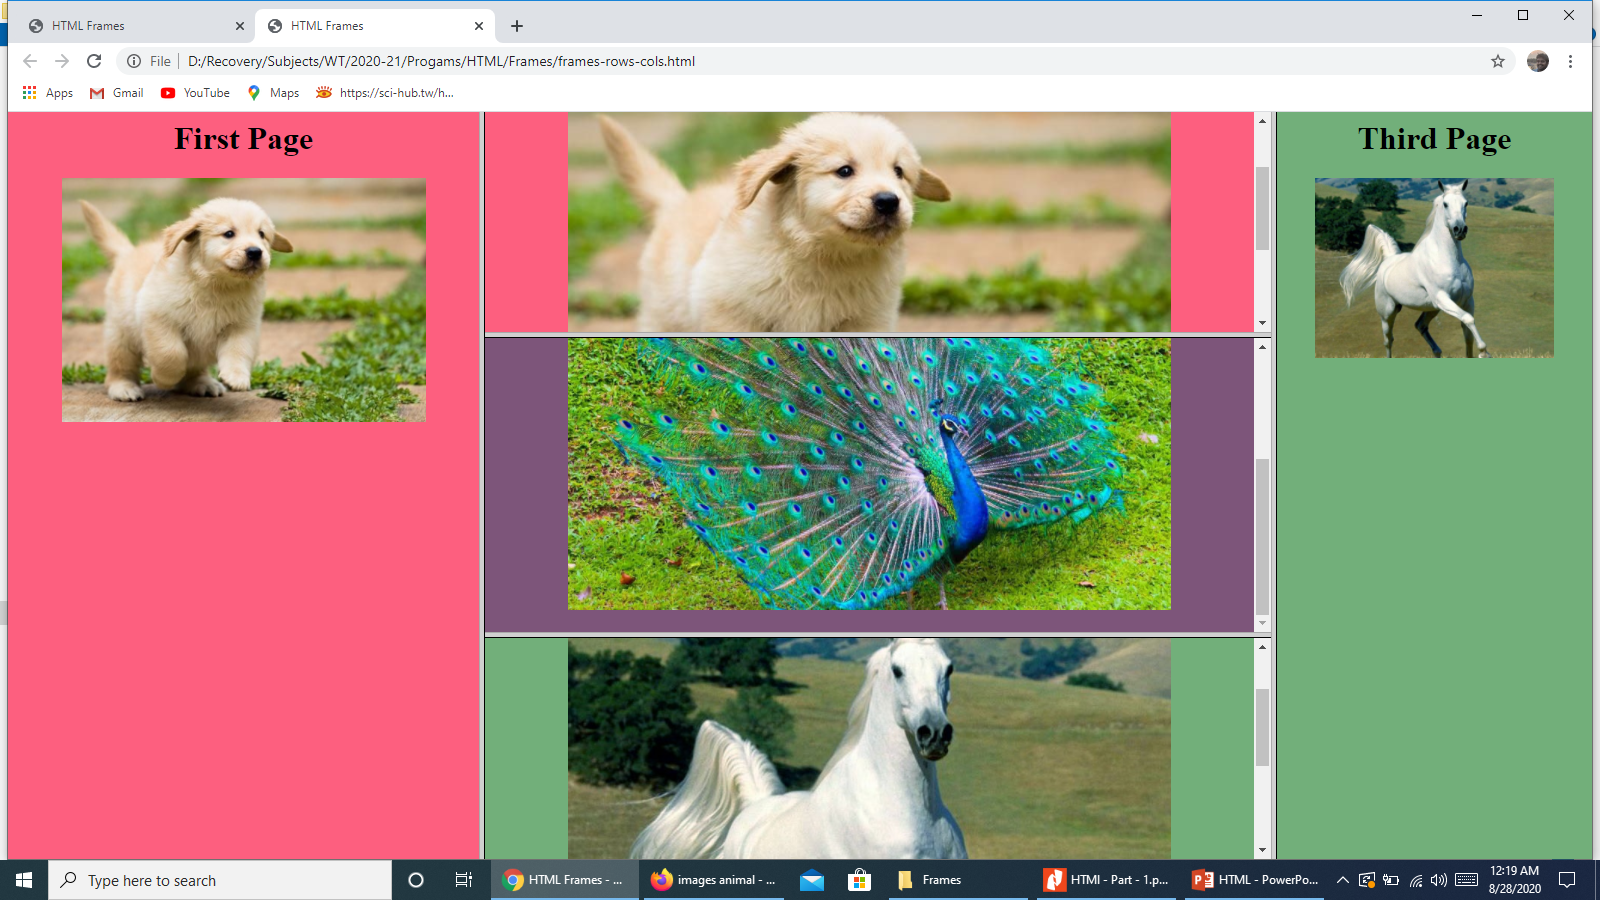 HTML Frames
HTML Frames
File
D:/Recovery/Subjects/WT/2020-21/Progams/HTML/Frames/frames-rows-cols.html
Apps
Gmail
YouTube
Maps
https://sci-hub.tw/h...
First Page
Third Page
Type here to search
HTML Frames - ...
images animal - ...
Frames
HTMl - Part - 1.p...
HTML - PowerPo...
12:19 AM
8/28/2020